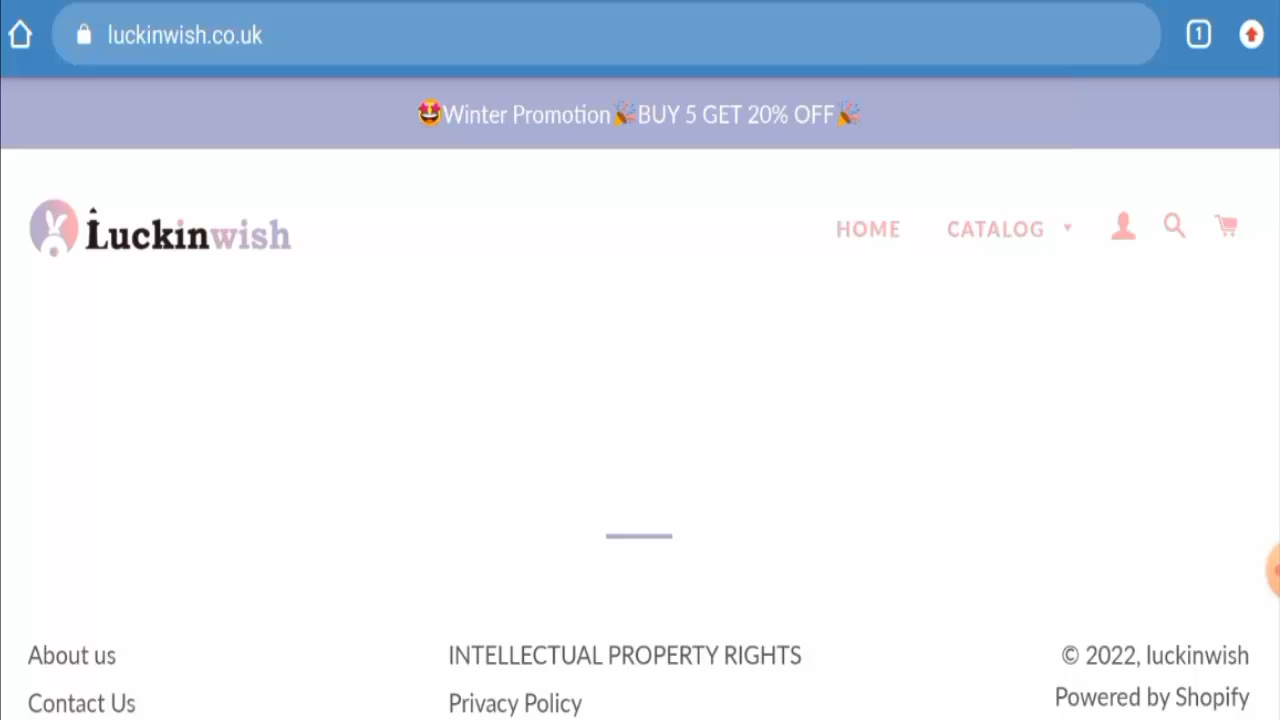 luckinwish.co.uk
1
🤩Winter Promotion🎉BUY 5 GET 20% OFF🎉
Luckinwish
HOME CATALOG ▼
About us
INTELLECTUAL PROPERTY RIGHTS
© 2022, luckinwish
Contact Us
Privacy Policy
Powered by Shopify